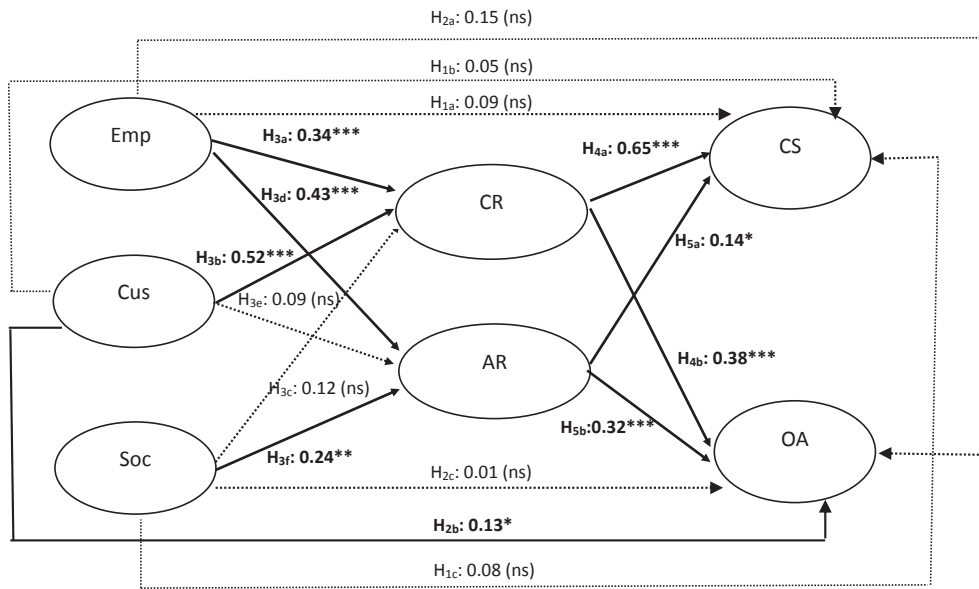 H2a: 0.15 (ns)
H1b: 0.05 (ns)
H1a: 0.09 (ns)
Emp
H3a: 0.34***
H4a: 0.65***
CS
H3d: 0.43***
CR
H3b: 0.52***
H5a: 0.14*
Cus
H3e: 0.09 (ns)
AR
H4b: 0.38***
H3c: 0.12 (ns)
H5b: 0.32***
OA
Soc
H3f: 0.24**
H2c: 0.01 (ns)
H2b: 0.13*
H1c: 0.08 (ns)